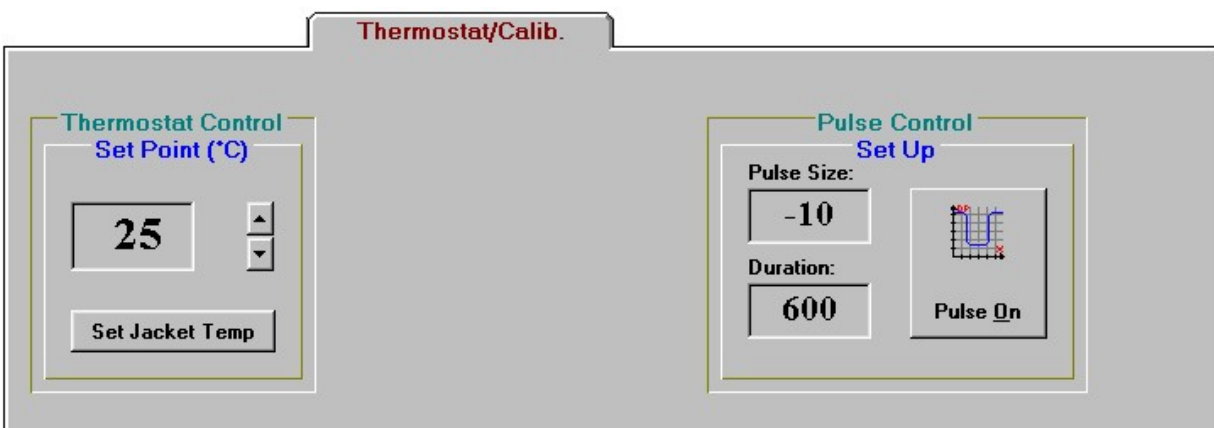 Thermostat/Calib.
Thermostat Control
Set Point (°C)
25
Set Jacket Temp
Pulse Control
Set Up
Pulse Size:
-10
Duration:
600
DP
X
Pulse On